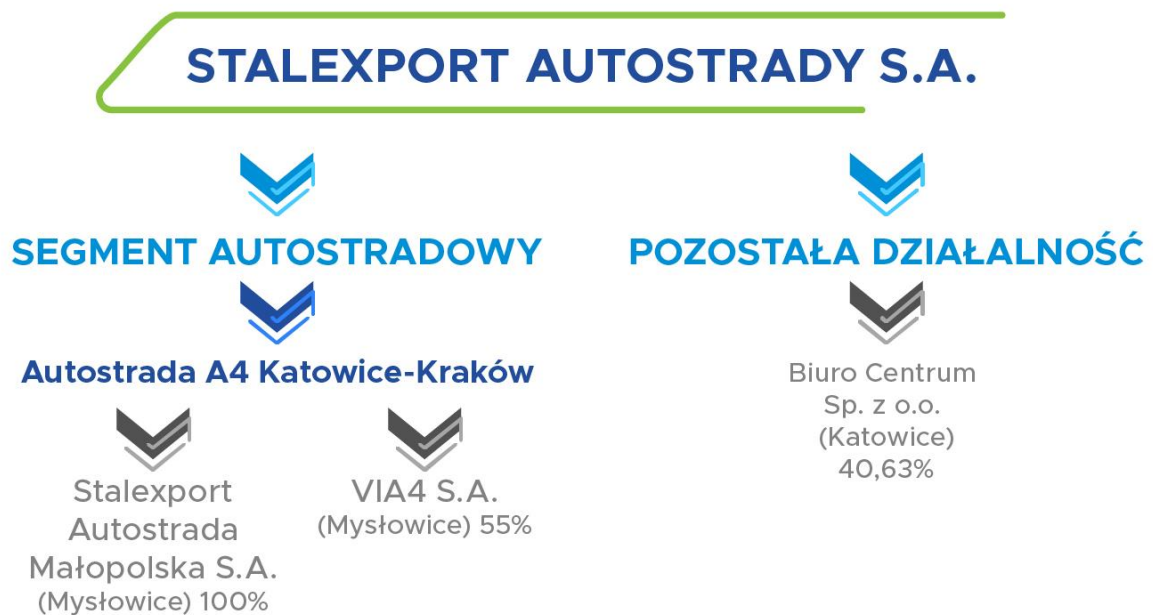 STALEXPORT AUTOSTRADY S.A.
SEGMENT AUTOSTRADOWY
Autostrada A4 Katowice-Kraków
Stalexport
Autostrada
Małopolska S.A.
(Mysłowice) 100%
VIA4 S.A.
(Mysłowice) 55%
POZOSTAŁA DZIAŁALNOŚĆ
Biuro Centrum
Sp. z o.o.
(Katowice)
40,63%